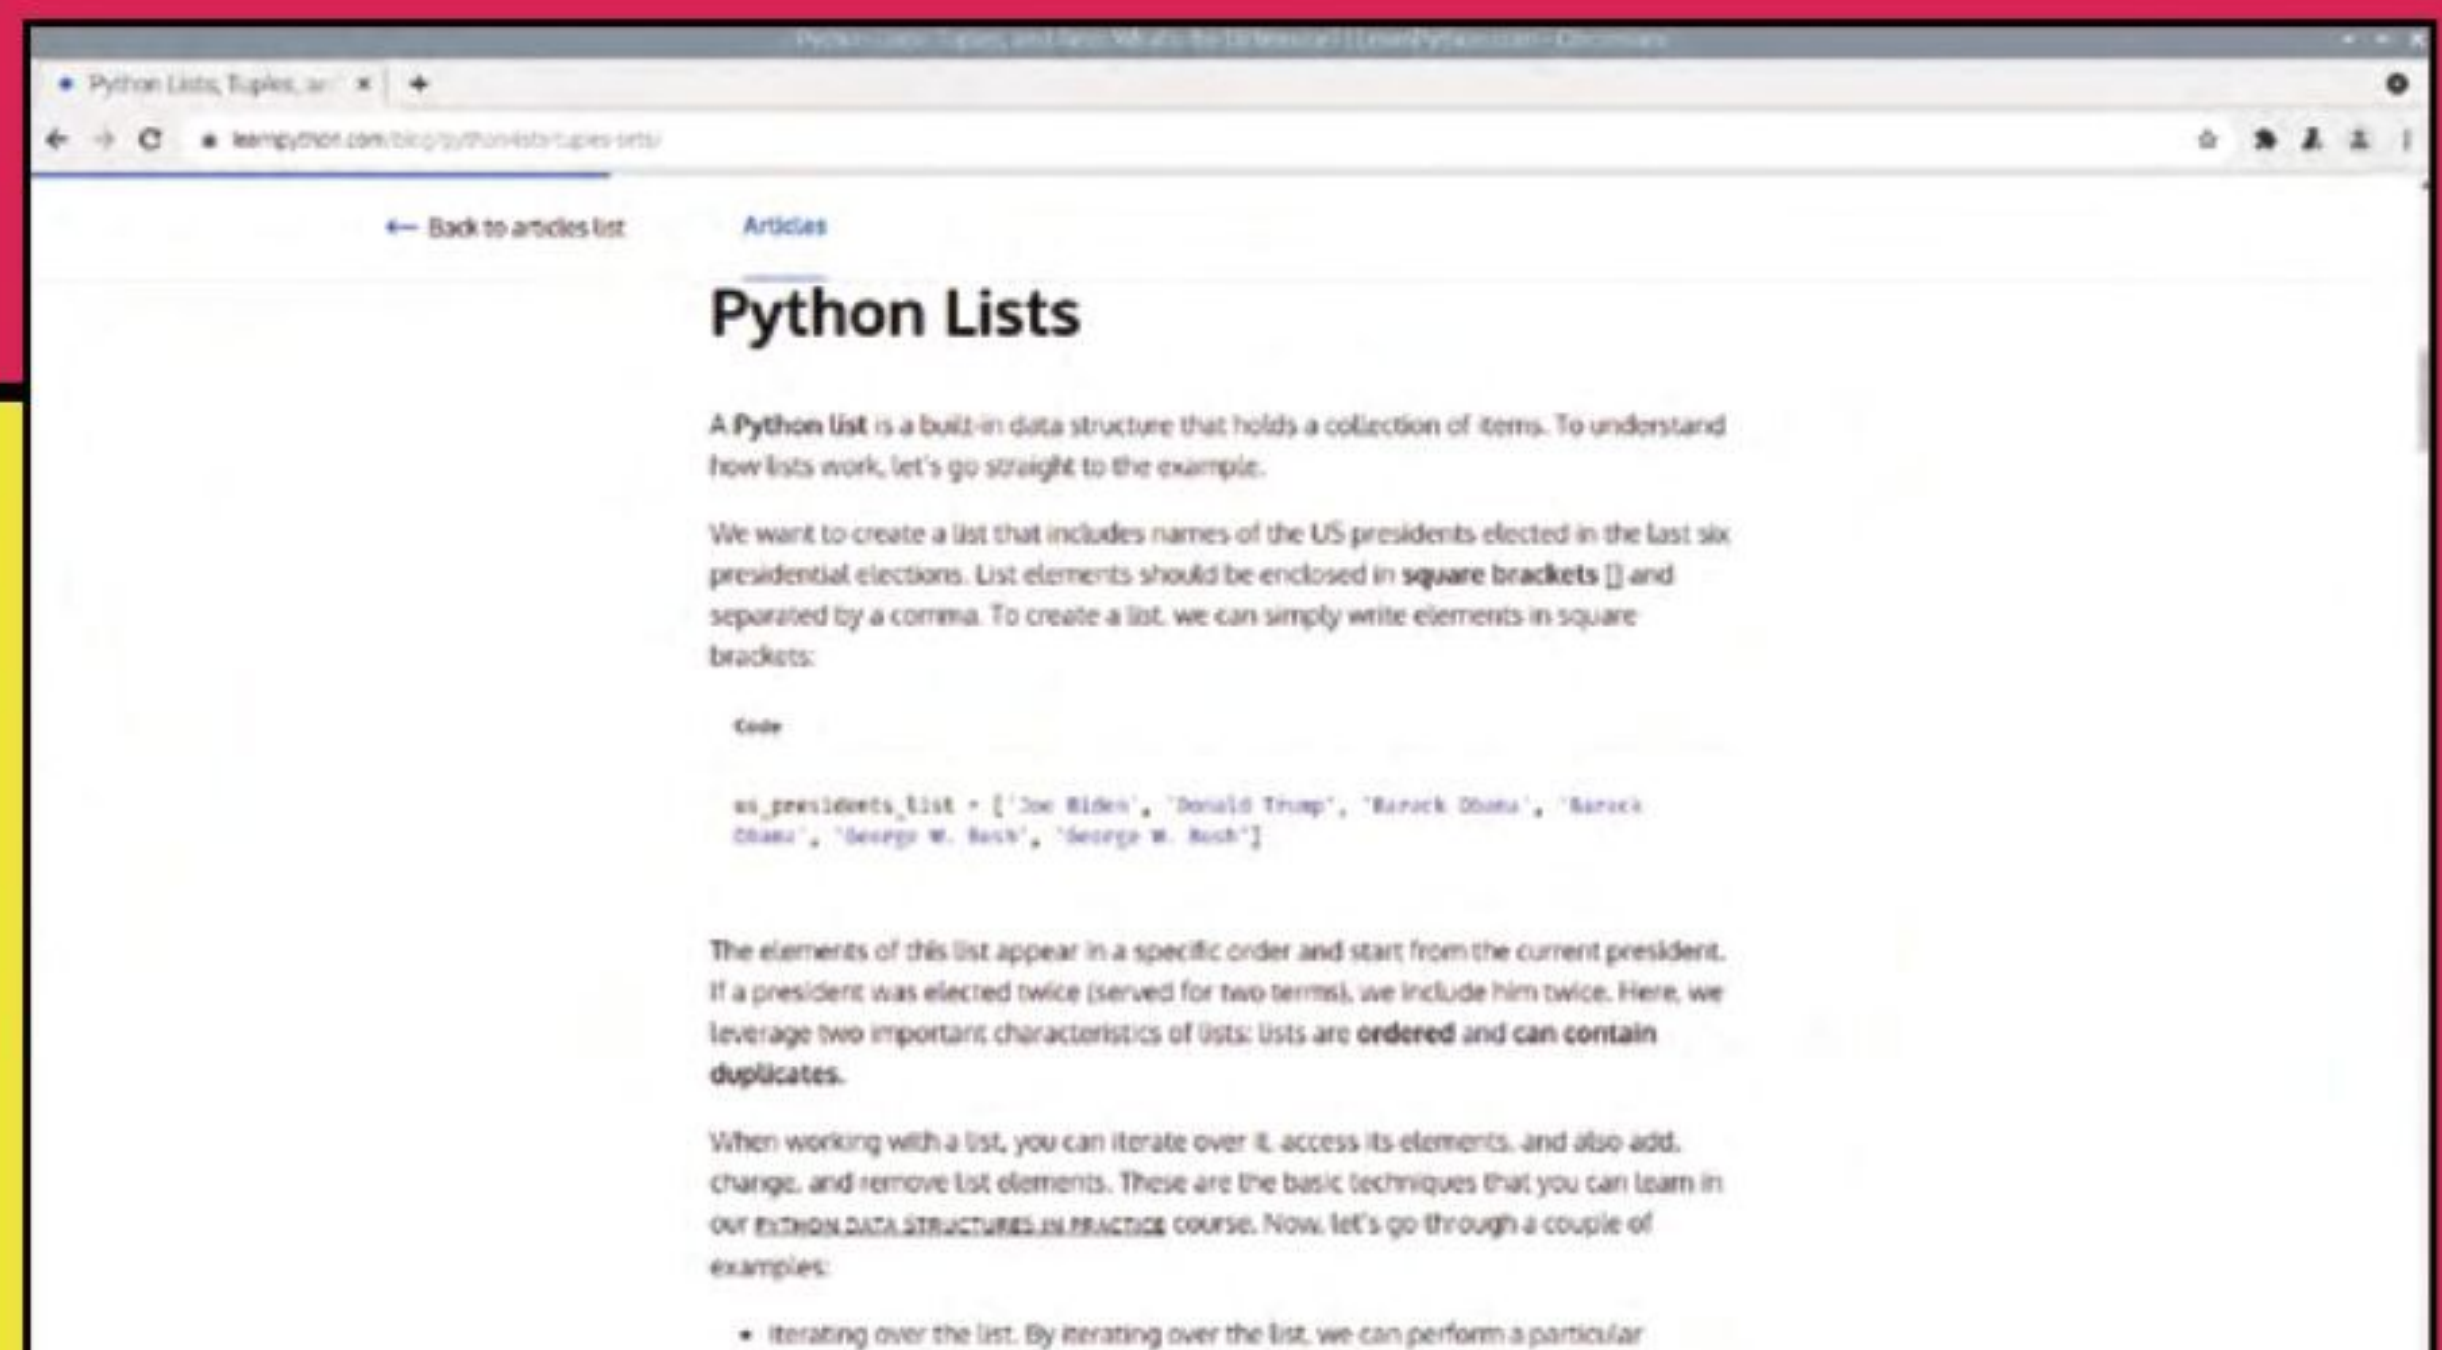 Python Lists, Tuples, an
learnpython.com/blog/python-lists-tuples-sets/
← Back to articles list
Articles
Python Lists
A Python list is a built-in data structure that holds a collection of items. To understand
how lists work, let's go straight to the example.
We want to create a list that includes names of the US presidents elected in the last six
presidential elections. List elements should be enclosed in square brackets [] and
separated by a comma. To create a list, we can simply write elements in square
brackets:
Code
us_presidents_list = ['Joe Biden', 'Donald Trump', 'Barack Obama', 'Barack
Obama', 'George W. Bush', 'George W. Bush']
The elements of this list appear in a specific order and start from the current president.
If a president was elected twice (served for two terms), we include him twice. Here, we
leverage two important characteristics of lists: lists are ordered and can contain
duplicates.
When working with a list, you can iterate over it, access its elements, and also add,
change, and remove list elements. These are the basic techniques that you can learn in
our PYTHON DATA STRUCTURES IN PRACTICE course. Now, let's go through a couple of
examples:
• Iterating over the list. By iterating over the list, we can perform a particular